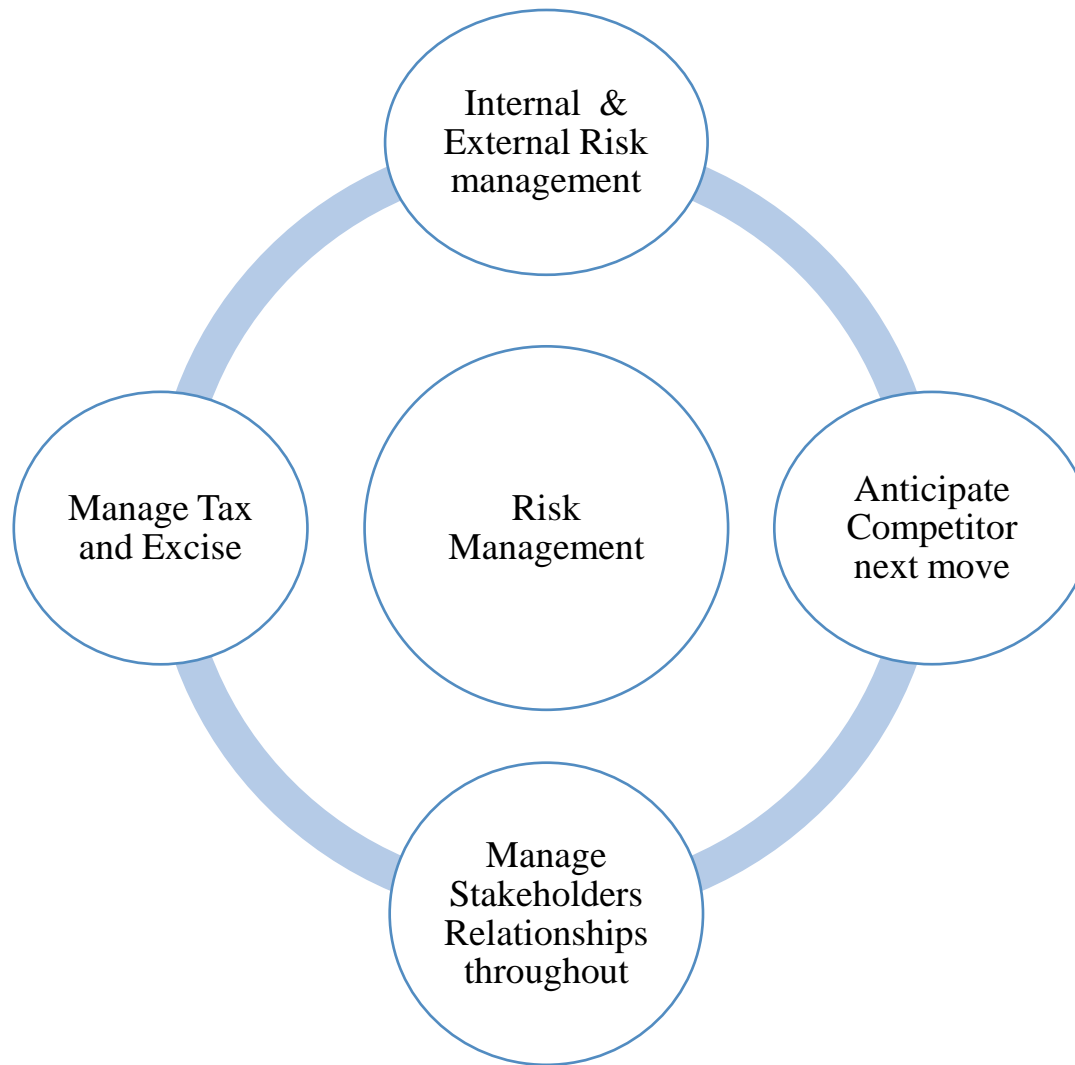 Internal &
External Risk
management
Manage Tax
and Excise
Risk
Management
Anticipate
Competitor
next move
Manage
Stakeholders
Relationships
throughout